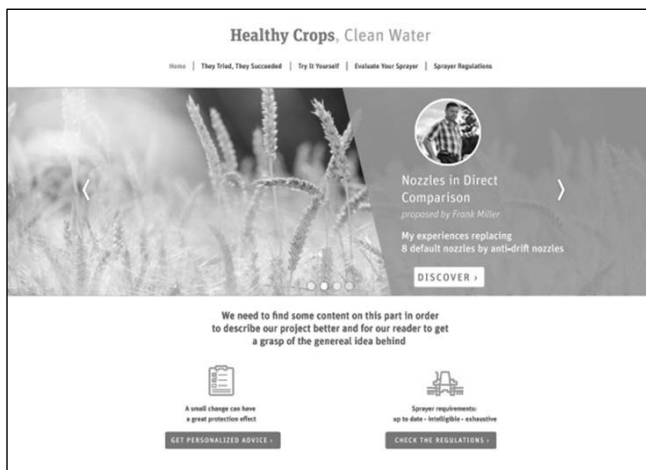 Healthy Crops, Clean Water
Home | They Tried, They Succeeded | Try It Yourself | Evaluate Your Sprayer | Sprayer Regulations
Nozzles in Direct
Comparison
proposed by Frank Miller
My experiences replacing
8 default nozzles by anti-drift nozzles
DISCOVER ›
We need to find some content on this part in order
to describe our project better and for our reader to get
a grasp of the genereal idea behind
A small change can have
a great protection effect
GET PERSONALIZED ADVICE ›
Sprayer requirements:
up to date - intelligible - exhaustive
CHECK THE REGULATIONS ›